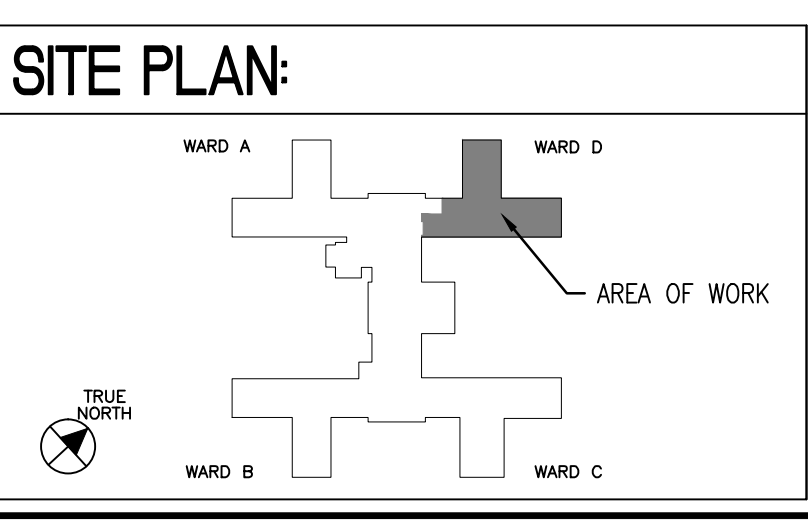 SITE PLAN:
WARD A
WARD D
AREA OF WORK
TRUE
NORTH
WARD B
WARD C